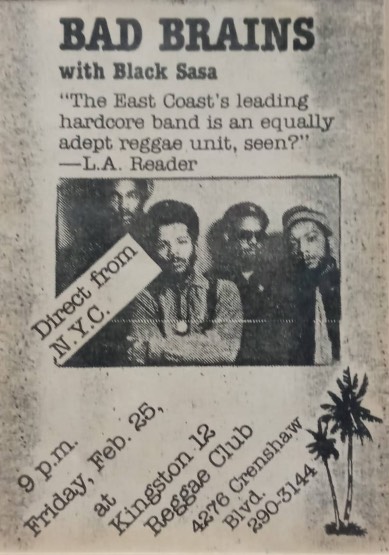 BAD BRAINS
with Black Sasa
"The East Coast's leading
hardcore band is an equally
adept reggae unit, seen?"
—L.A. Reader
Direct from
N.Y.C.
9 p.m.
Friday, Feb. 25,
at
Kingston 12
Reggae Club
4276 Crenshaw
Blvd.
290-3144